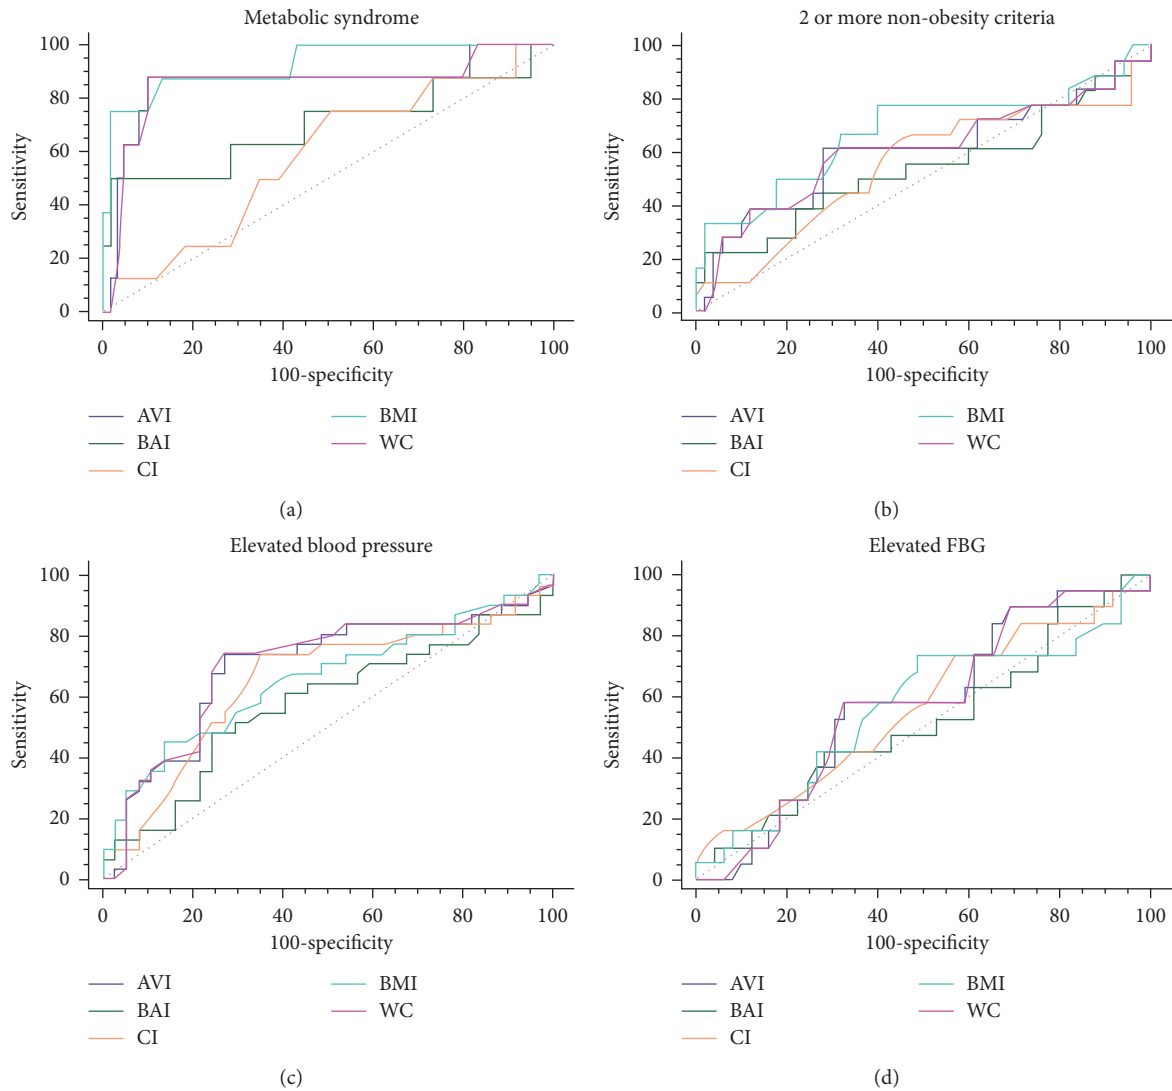 Metabolic syndrome
100
80
60
40
20
0
Sensitivity
0 20 40 60 80 100
100-specificity
AVI
BAI
CI
BMI
WC
(a)
2 or more non-obesity criteria
100
80
60
40
20
0
Sensitivity
0 20 40 60 80 100
100-specificity
AVI
BAI
CI
BMI
WC
(b)
Elevated blood pressure
100
80
60
40
20
0
Sensitivity
0 20 40 60 80 100
100-specificity
AVI
BAI
CI
BMI
WC
(c)
Elevated FBG
100
80
60
40
20
0
Sensitivity
0 20 40 60 80 100
100-specificity
AVI
BAI
CI
BMI
WC
(d)